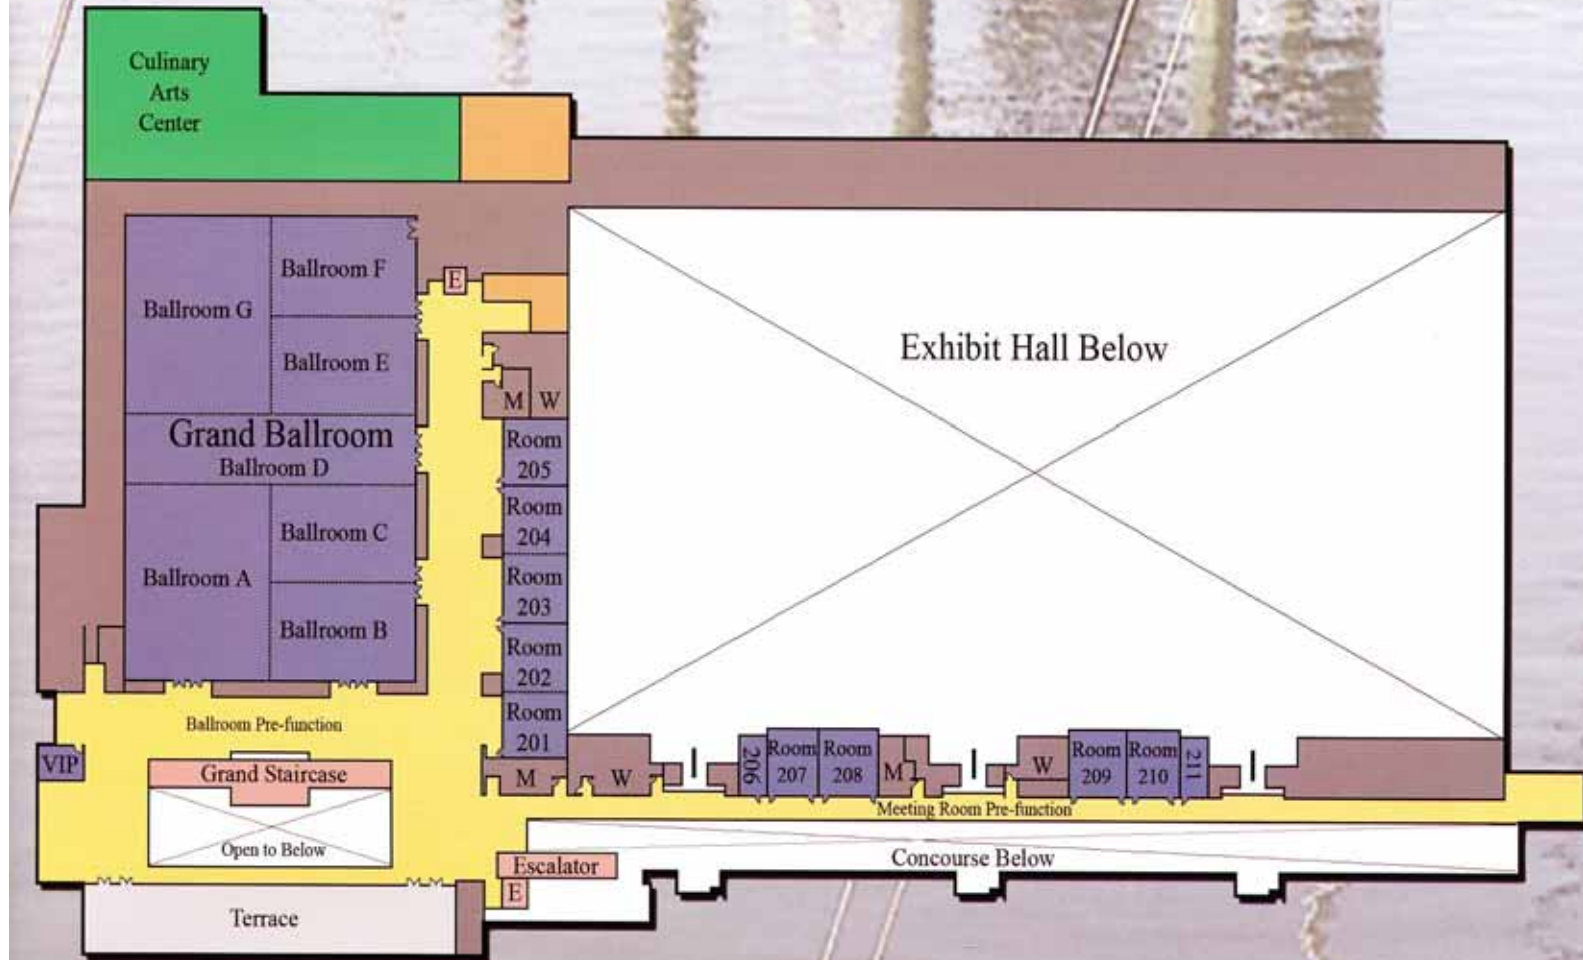 Culinary
Arts
Center
Ballroom F
E
Ballroom G
Exhibit Hall Below
Ballroom E
M
W
Grand Ballroom
Ballroom D
Room
205
Room
204
Ballroom C
Ballroom A
Room
203
Ballroom B
Room
202
Room
201
Ballroom Pre-function
VIP
Grand Staircase
M
W
206
Room
207
Room
208
M
W
Room
209
Room
210
211
Meeting Room Pre-function
Open to Below
Escalator
E
Concourse Below
Terrace